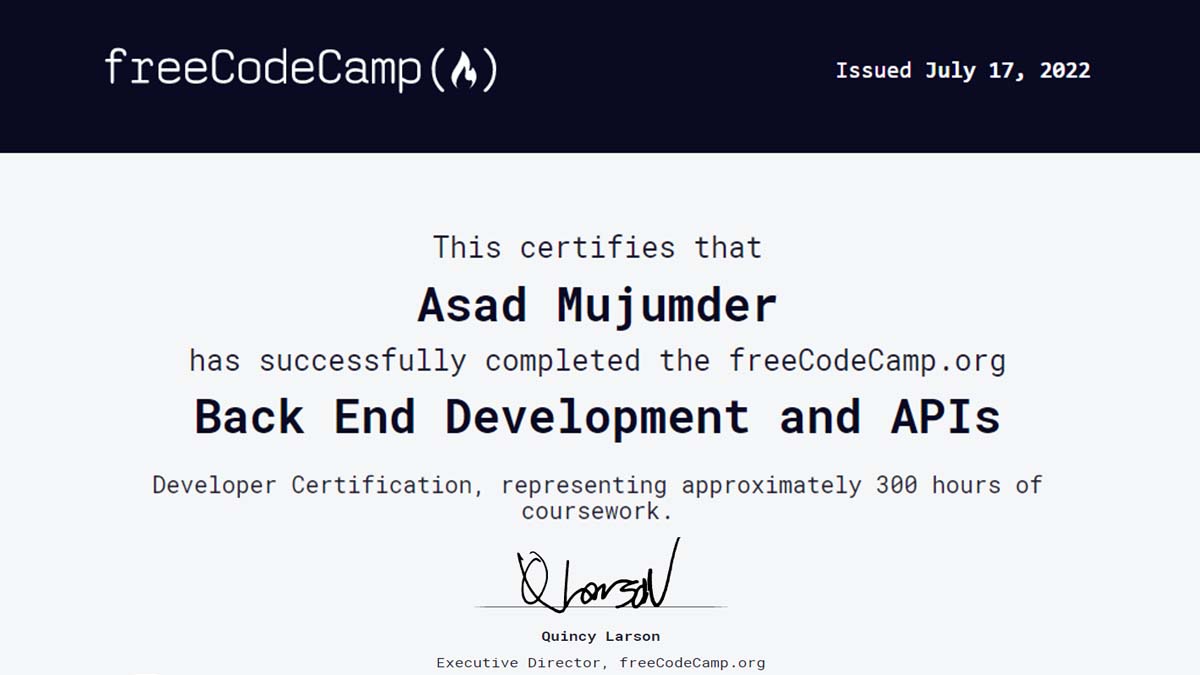 freeCodeCamp(🔥)
Issued July 17, 2022
This certifies that
Asad Mujumder
has successfully completed the freeCodeCamp.org
Back End Development and APIs
Developer Certification, representing approximately 300 hours of
coursework.
Q Larson
Quincy Larson
Executive Director, freeCodeCamp.org